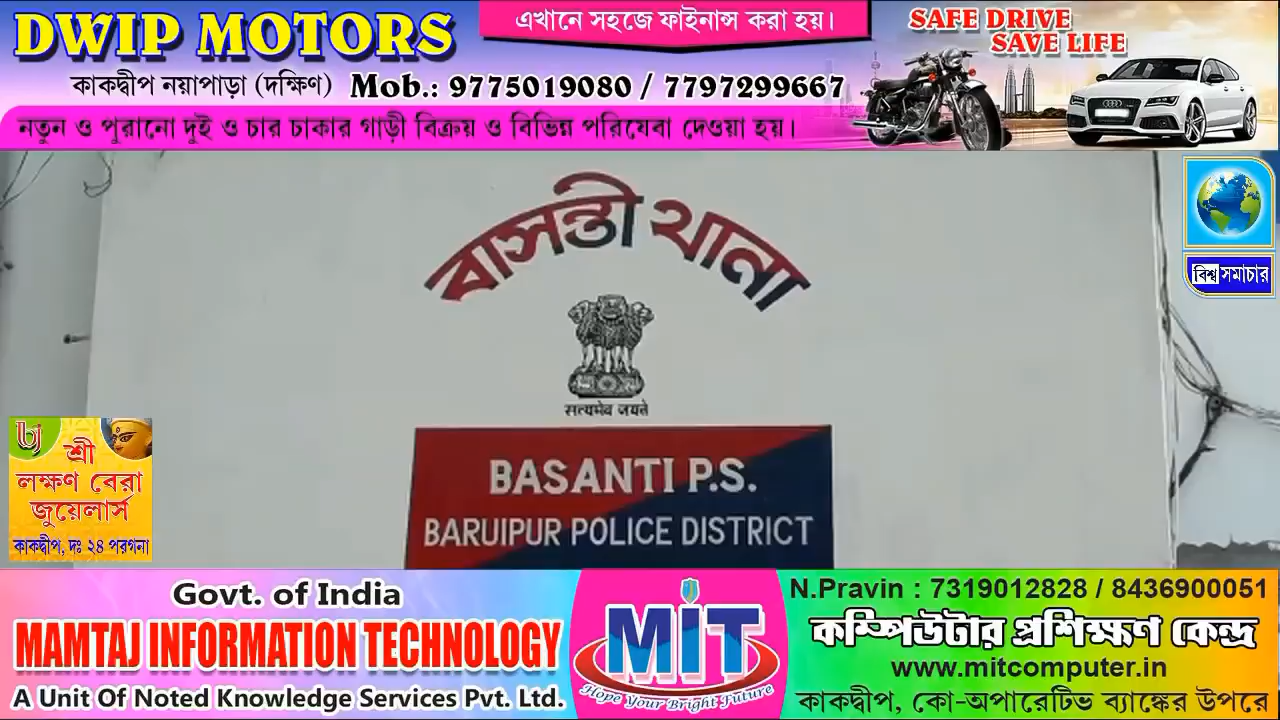 DWIP MOTORS
এখানে সহজে ফাইনান্স করা হয়।
SAFE DRIVE
SAVE LIFE
কাকদ্বীপ নয়াপাড়া (দক্ষিণ) Mob.: 9775019080 / 7797299667
নতুন ও পুরানো দুই ও চার চাকার গাড়ী বিক্রয় ও বিভিন্ন পরিষেবা দেওয়া হয়।
বাসন্তী থানা
सत्यमेव जयते
বিশ্ব সমাচার
BASANTI P.S.
BARUIPUR POLICE DISTRICT
শ্রী
লক্ষণ বেরা
জুয়েলার্স
কাকদ্বীপ, দঃ ২৪ পরগনা
Govt. of India
MAMTAJ INFORMATION TECHNOLOGY
A Unit Of Noted Knowledge Services Pvt. Ltd.
MIT
Hope Your Bright Future
N.Pravin : 7319012828 / 8436900051
কম্পিউটার প্রশিক্ষণ কেন্দ্র
www.mitcomputer.in
কাকদ্বীপ, কো-অপারেটিভ ব্যাঙ্কের উপরে